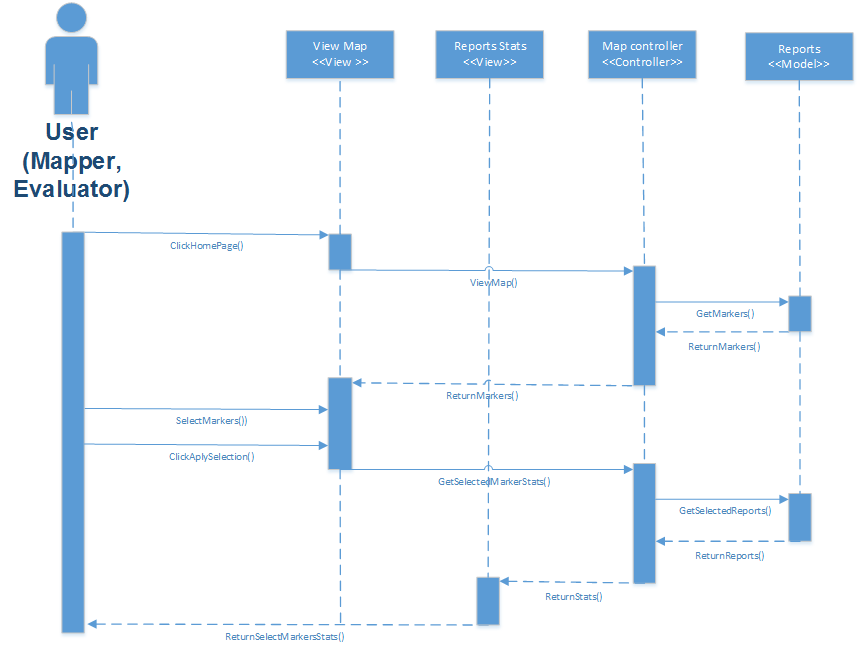 View Map
<<View >>
Reports Stats
<<View>>
Map controller
<<Controller>>
Reports
<<Model>>
User
(Mapper,
Evaluator)
ClickHomePage()
ViewMap()
GetMarkers()
ReturnMarkers()
ReturnMarkers()
SelectMarkers())
ClickAplySelection()
GetSelectedMarkerStats()
GetSelectedReports()
ReturnReports()
ReturnStats()
ReturnSelectMarkersStats()